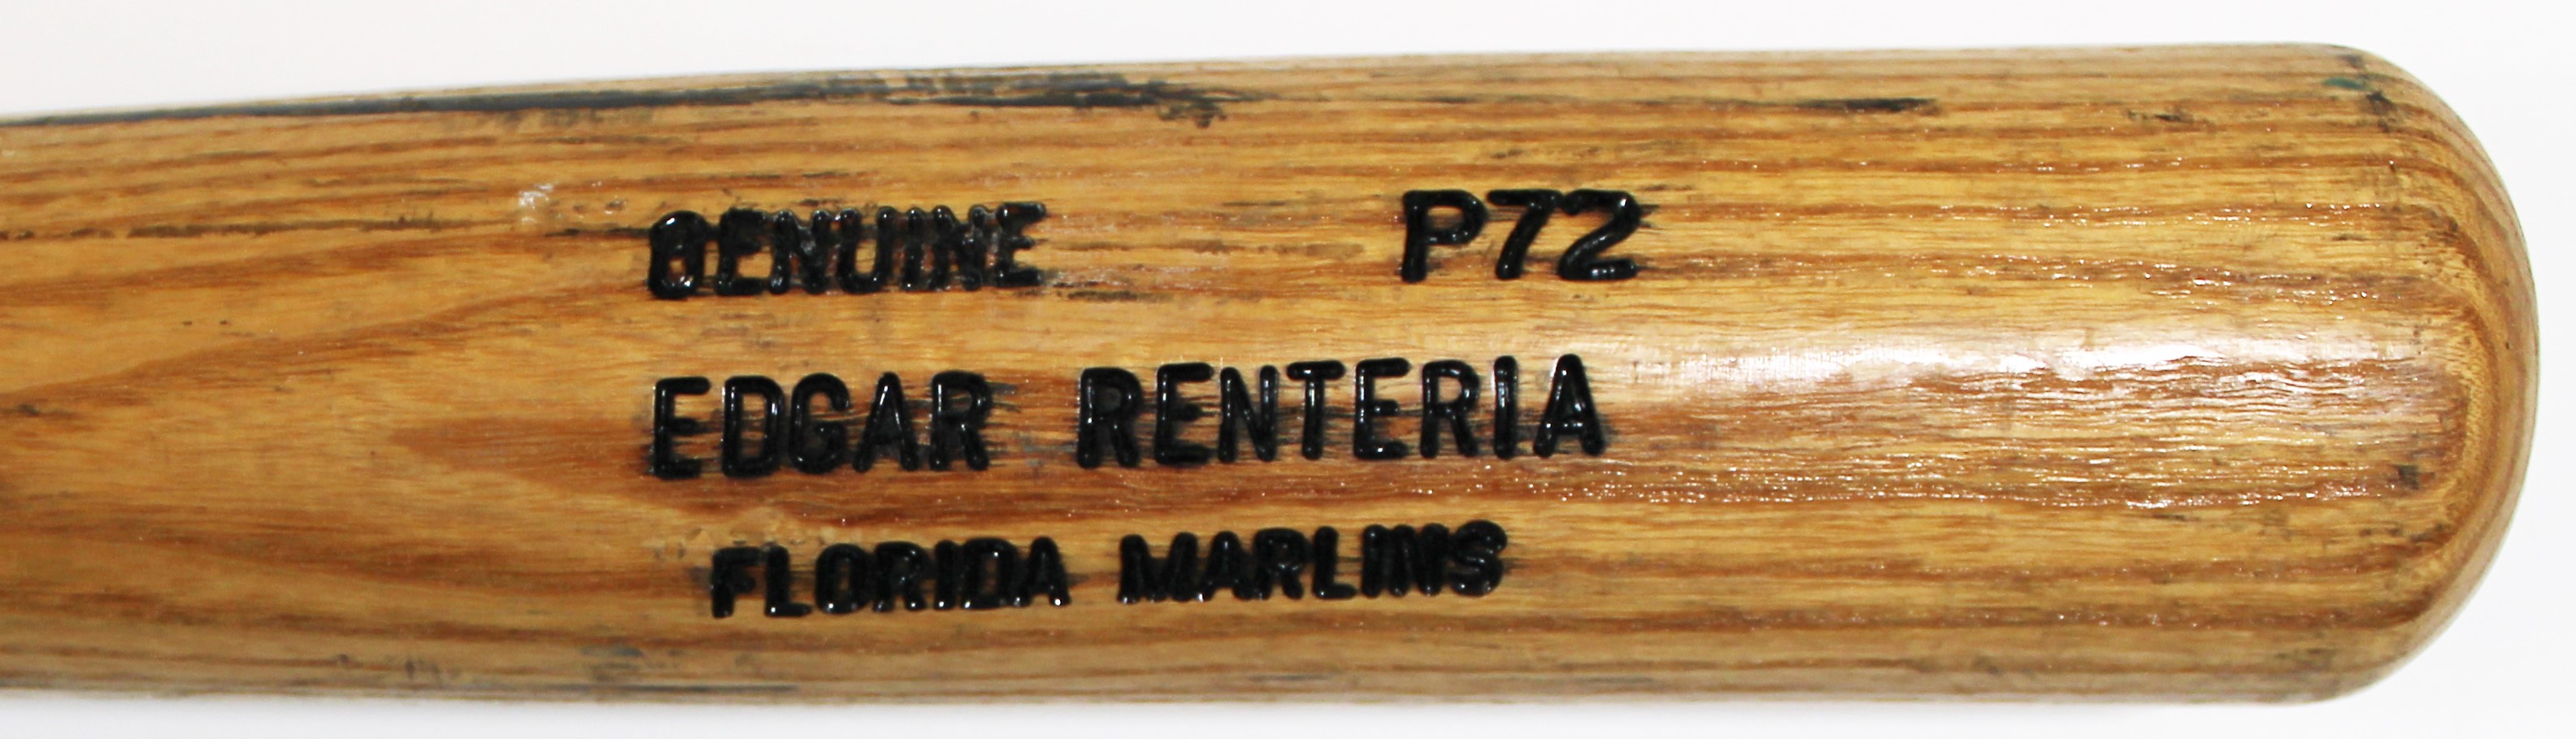 GENUINE P72
EDGAR RENTERIA
FLORIDA MARLINS